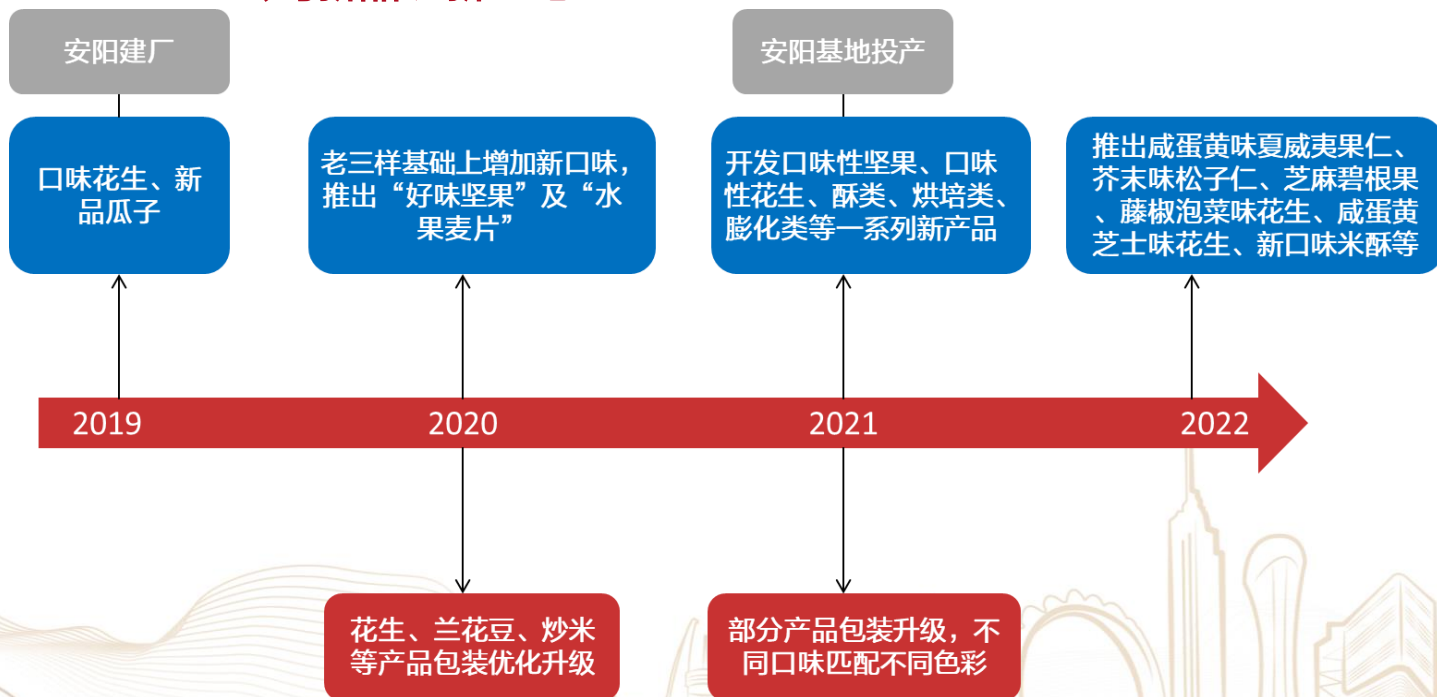 安阳建厂
安阳基地投产
口味花生、新
品瓜子
老三样基础上增加新口味，
推出“好味坚果”及“水
果麦片”
开发口味性坚果、口味
性花生、酥类、烘培类、
膨化类等一系列新产品
推出咸蛋黄味夏威夷果仁、
芥末味松子仁、芝麻碧根果
、藤椒泡菜味花生、咸蛋黄
芝士味花生、新口味米酥等
2019
2020
2021
2022
花生、兰花豆、炒米
等产品包装优化升级
部分产品包装升级，不
同口味匹配不同色彩